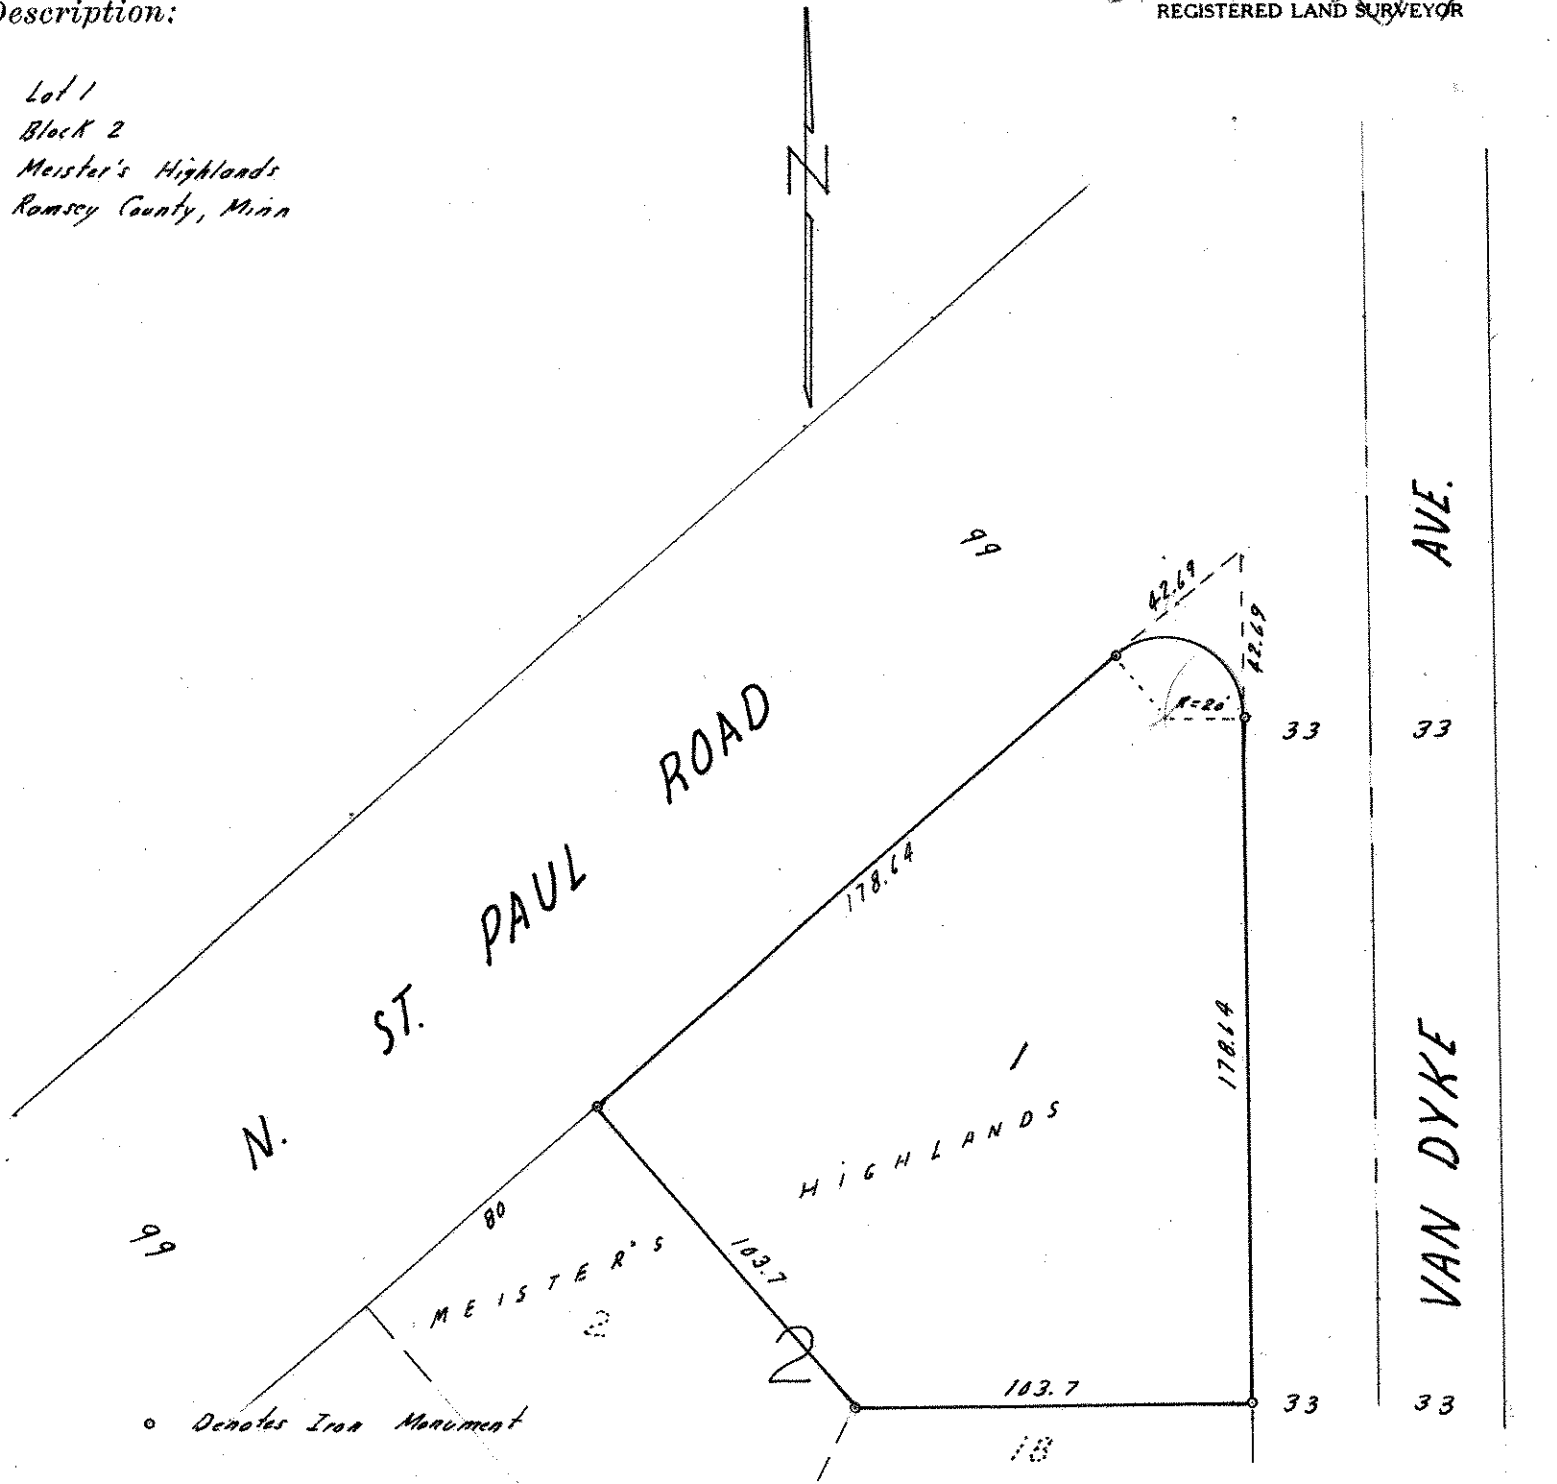 Description:
REGISTERED LAND SURVEYOR
Lot 1
Block 2
Meister's Highlands
Ramsey County, Minn
N
99
42.69
42.69
R=20'
AVE.
33
33
N. ST. PAUL ROAD
178.64
178.64
1
VAN DYKE
MEISTER'S HIGHLANDS
80
99
103.7
2
2
103.7
33
33
o Denotes Iron Monument
18